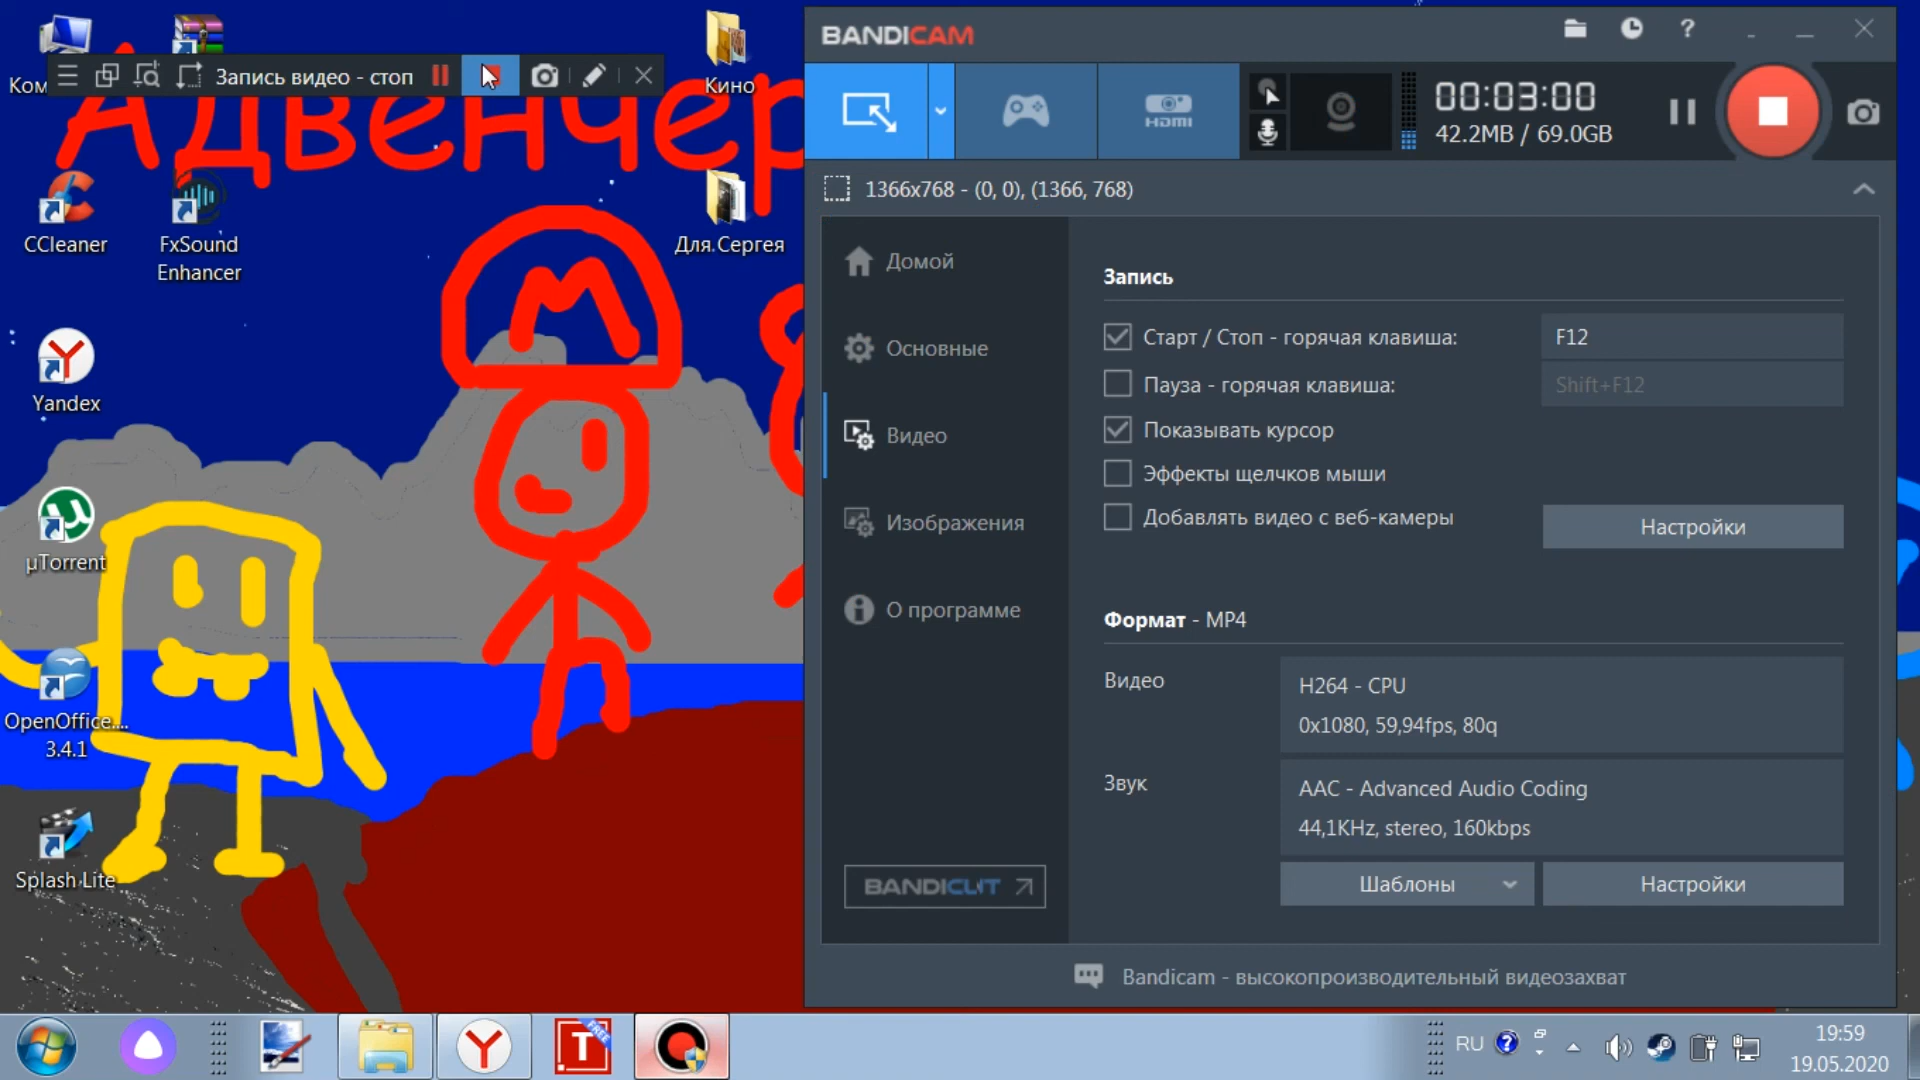 Ком
Запись видео - стоп
Кино
Адвенчер
CCleaner
FxSound
Enhancer
Для.Сергея
M
Yandex
µTorrent
OpenOffice....
3.4.1
Splash Lite
BANDICAM
HDMI
00:03:00
42.2MB / 69.0GB
1366x768 - (0, 0), (1366, 768)
Домой
Основные
Видео
Изображения
О программе
BANDICUT
Запись
Старт / Стоп - горячая клавиша:
F12
Пауза - горячая клавиша:
Shift+F12
Показывать курсор
Эффекты щелчков мыши
Добавлять видео с веб-камеры
Настройки
Формат - MP4
Видео
H264 - CPU
0x1080, 59,94fps, 80q
Звук
AAC - Advanced Audio Coding
44,1KHz, stereo, 160kbps
Шаблоны
Настройки
Bandicam - высокопроизводительный видеозахват
T
FREE
RU
19:59
19.05.2020